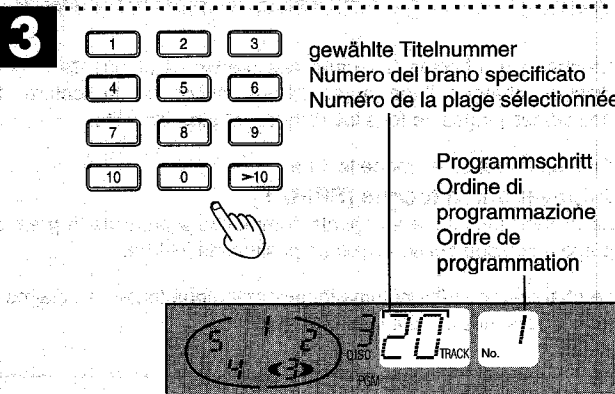 3
1 2 3
4 5 6
7 8 9
10 0 >10
gewählte Titelnummer
Numero del brano specificato
Numéro de la plage sélectionnée
Programmschritt
Ordine di
programmazione
Ordre de
programmation
5 1 2 3 4
3 DISC 20 TRACK No. 1
PGM